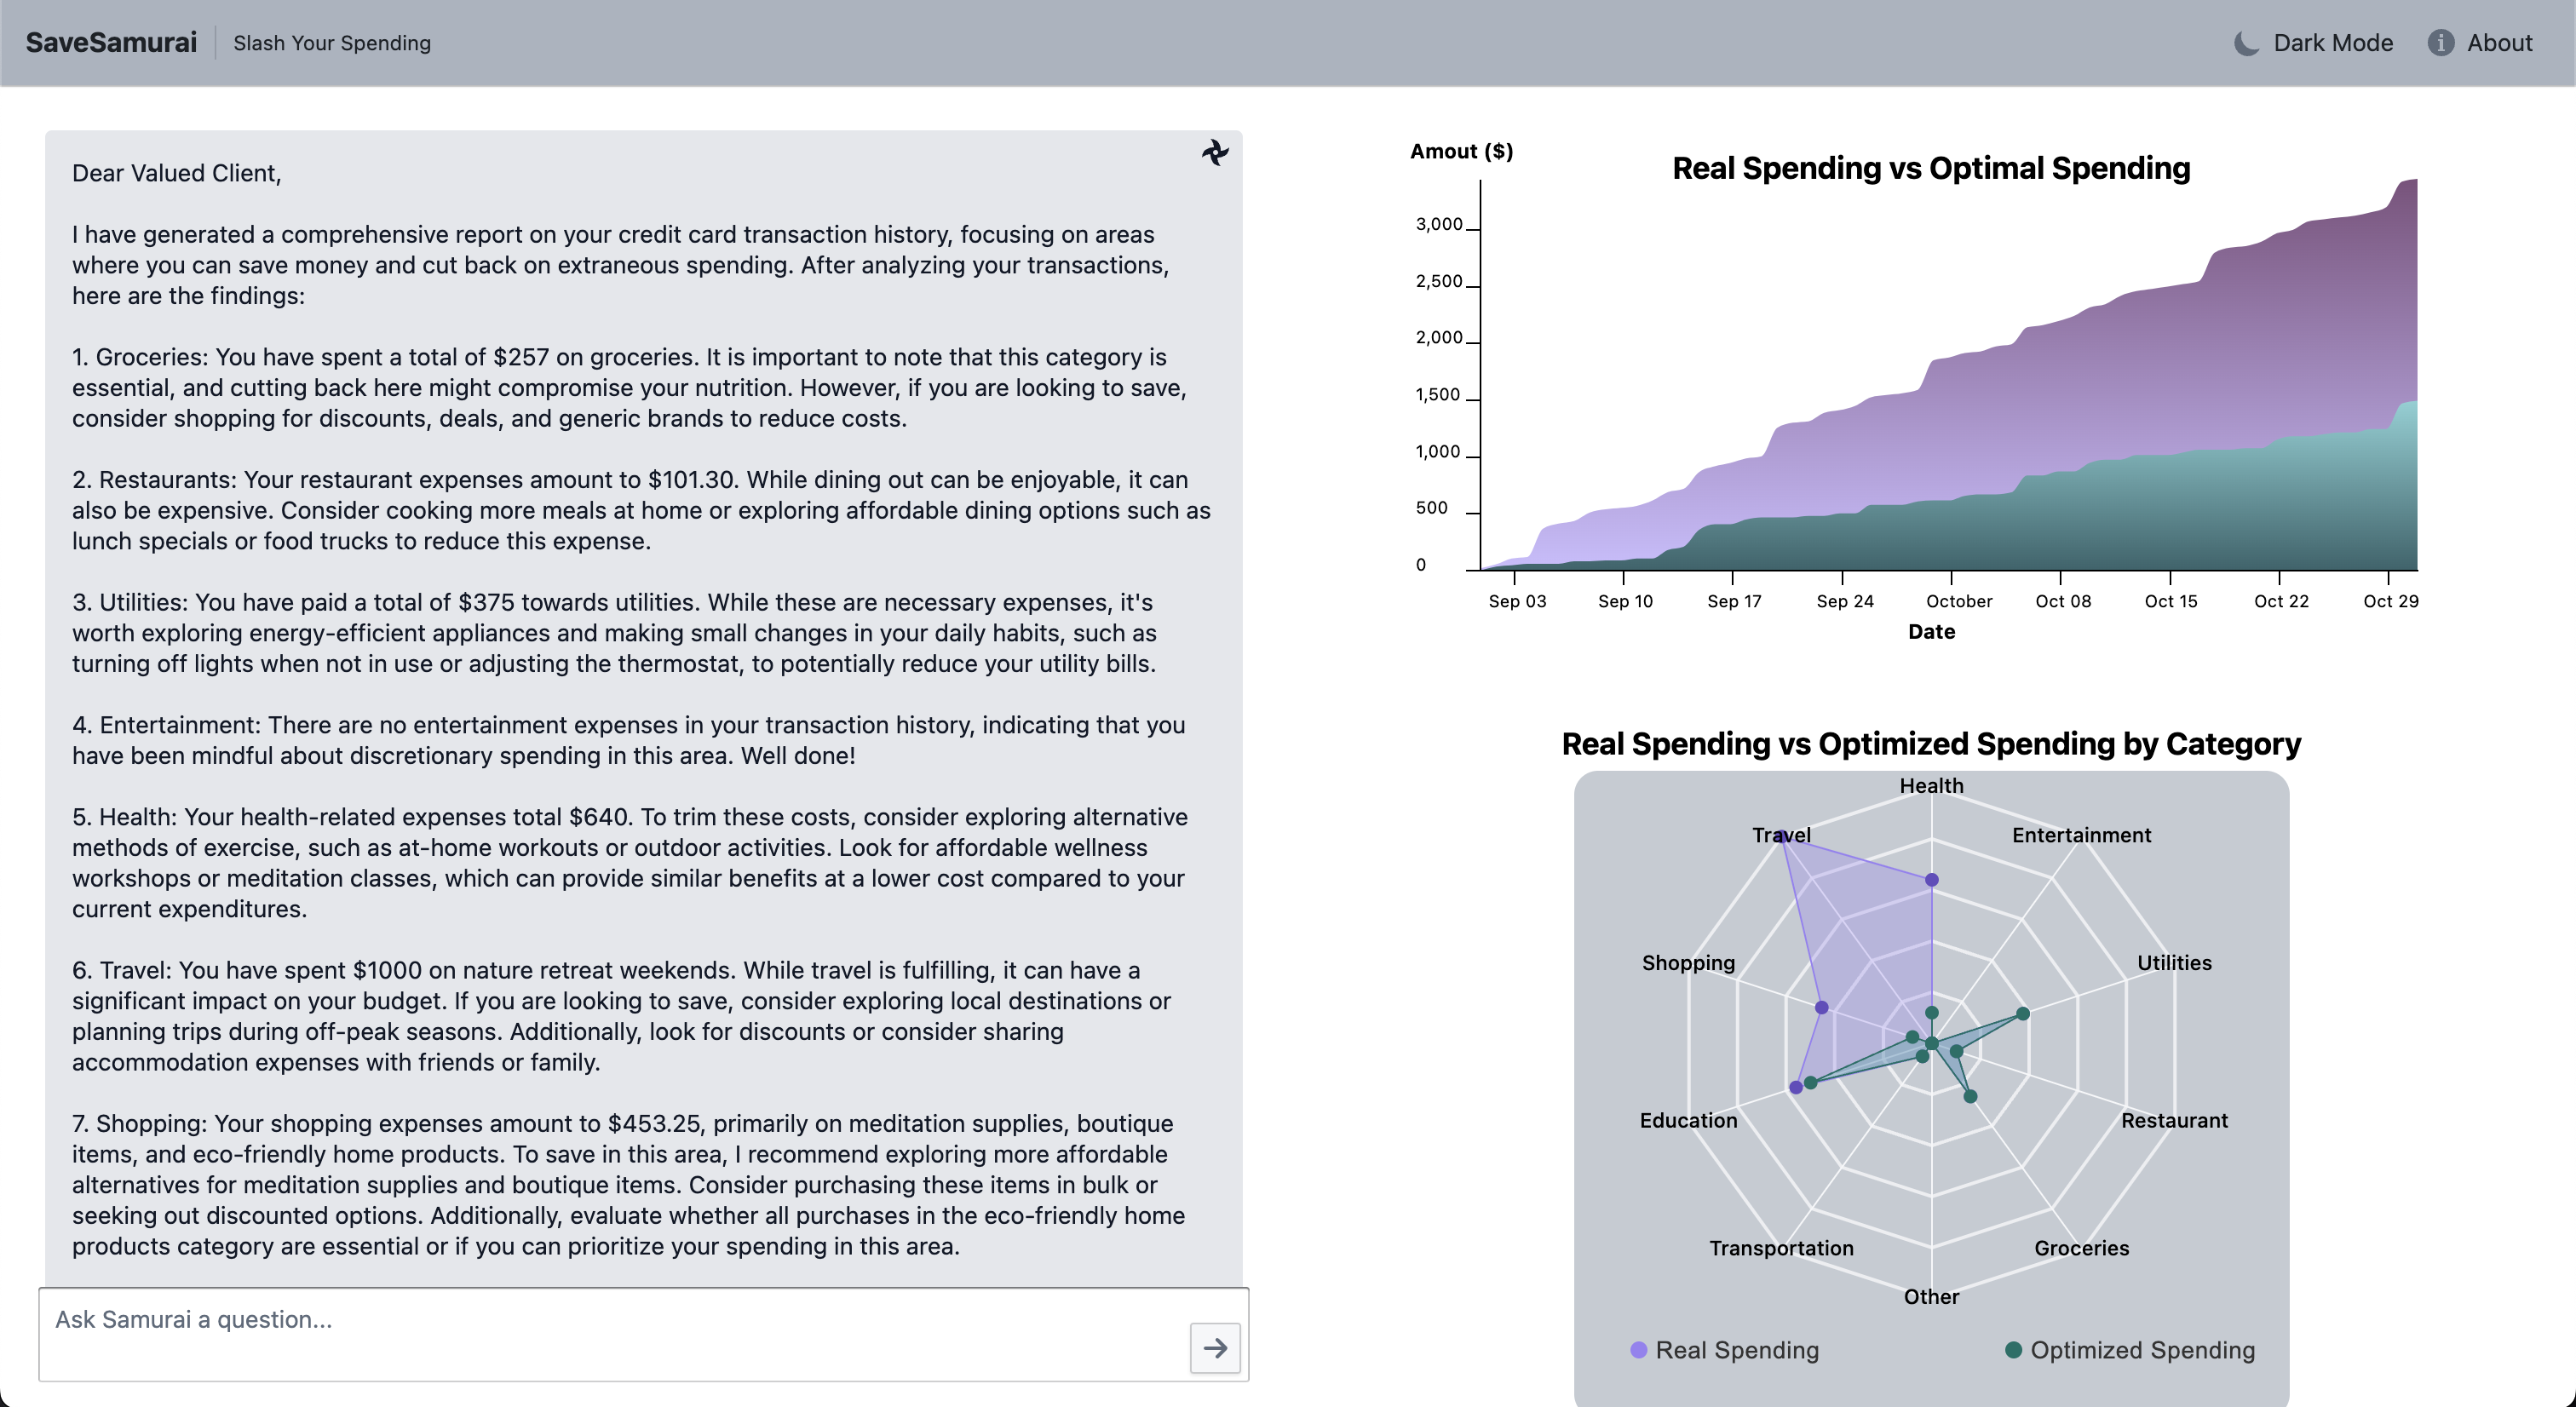 SaveSamurai
Slash Your Spending
Dark Mode
About
Dear Valued Client,
I have generated a comprehensive report on your credit card transaction history, focusing on areas
where you can save money and cut back on extraneous spending. After analyzing your transactions,
here are the findings:
1. Groceries: You have spent a total of $257 on groceries. It is important to note that this category is
essential, and cutting back here might compromise your nutrition. However, if you are looking to save,
consider shopping for discounts, deals, and generic brands to reduce costs.
2. Restaurants: Your restaurant expenses amount to $101.30. While dining out can be enjoyable, it can
also be expensive. Consider cooking more meals at home or exploring affordable dining options such as
lunch specials or food trucks to reduce this expense.
3. Utilities: You have paid a total of $375 towards utilities. While these are necessary expenses, it's
worth exploring energy-efficient appliances and making small changes in your daily habits, such as
turning off lights when not in use or adjusting the thermostat, to potentially reduce your utility bills.
4. Entertainment: There are no entertainment expenses in your transaction history, indicating that you
have been mindful about discretionary spending in this area. Well done!
5. Health: Your health-related expenses total $640. To trim these costs, consider exploring alternative
methods of exercise, such as at-home workouts or outdoor activities. Look for affordable wellness
workshops or meditation classes, which can provide similar benefits at a lower cost compared to your
current expenditures.
6. Travel: You have spent $1000 on nature retreat weekends. While travel is fulfilling, it can have a
significant impact on your budget. If you are looking to save, consider exploring local destinations or
planning trips during off-peak seasons. Additionally, look for discounts or consider sharing
accommodation expenses with friends or family.
7. Shopping: Your shopping expenses amount to $453.25, primarily on meditation supplies, boutique
items, and eco-friendly home products. To save in this area, I recommend exploring more affordable
alternatives for meditation supplies and boutique items. Consider purchasing these items in bulk or
seeking out discounted options. Additionally, evaluate whether all purchases in the eco-friendly home
products category are essential or if you can prioritize your spending in this area.
Ask Samurai a question...
Amout ($)
Real Spending vs Optimal Spending
3,000
2,500
2,000
1,500
1,000
500
0
Sep 03
Sep 10
Sep 17
Sep 24
October
Oct 08
Oct 15
Oct 22
Oct 29
Date
Real Spending vs Optimized Spending by Category
Health
Travel
Entertainment
Shopping
Utilities
Education
Restaurant
Transportation
Groceries
Other
Real Spending
Optimized Spending